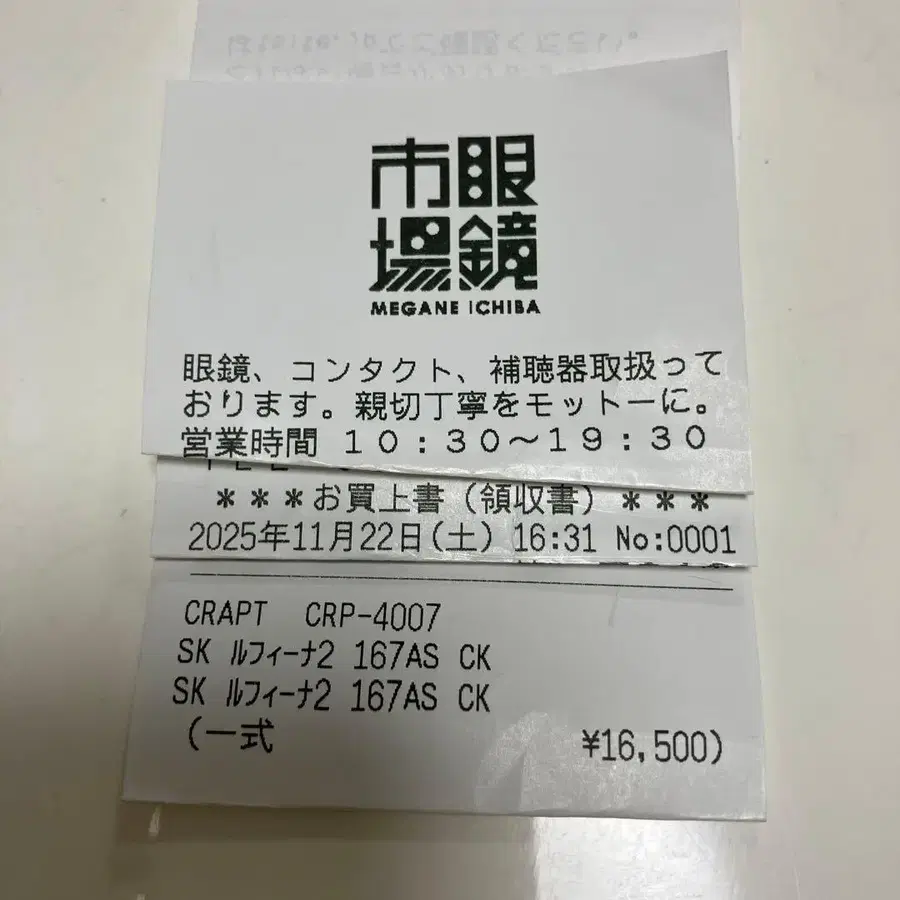 眼鏡
市場
MEGANE ICHIBA
眼鏡、コンタクト、補聴器取扱って
おります。親切丁寧をモットーに。
営業時間 10:30～19:30
***お買上書(領収書)***
2025年11月22日(土) 16:31 No:0001
CRAPT CRP-4007
SK ﾙﾌｨｰﾅ2 167AS CK
SK ﾙﾌｨｰﾅ2 167AS CK
(一式 ¥16,500)